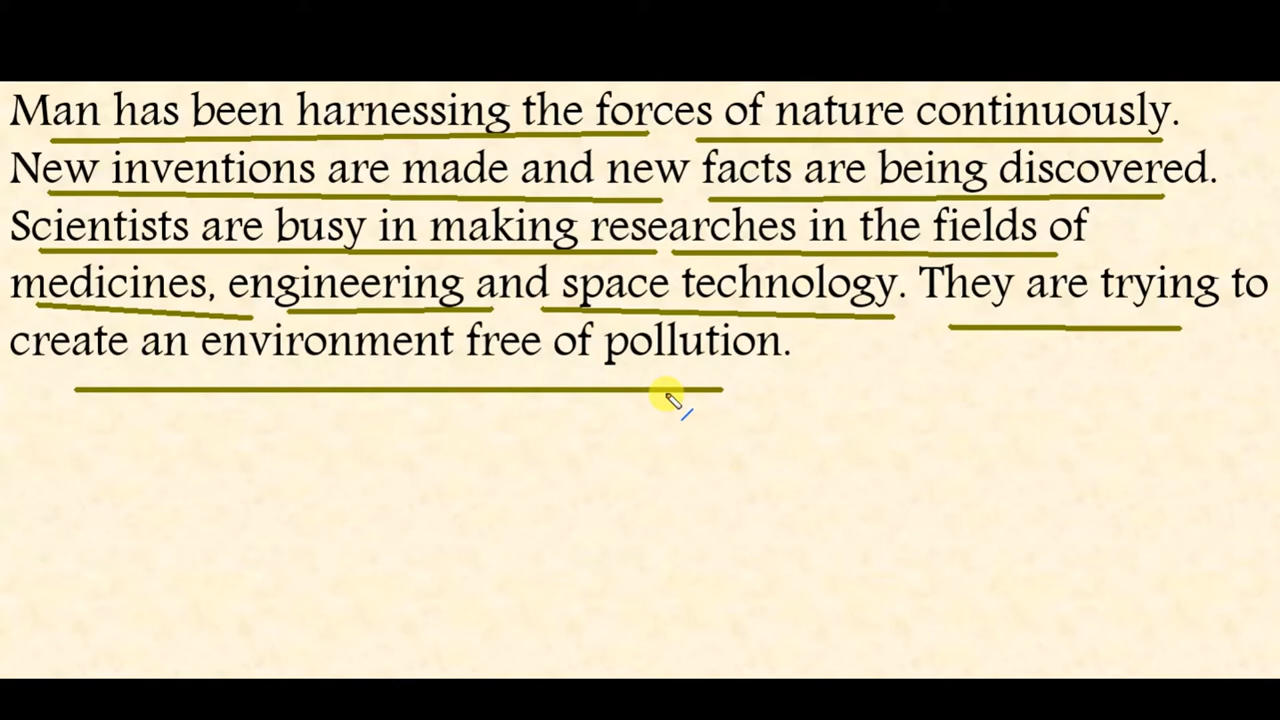 Man has been harnessing the forces of nature continuously.
New inventions are made and new facts are being discovered.
Scientists are busy in making researches in the fields of
medicines, engineering and space technology. They are trying to
create an environment free of pollution.